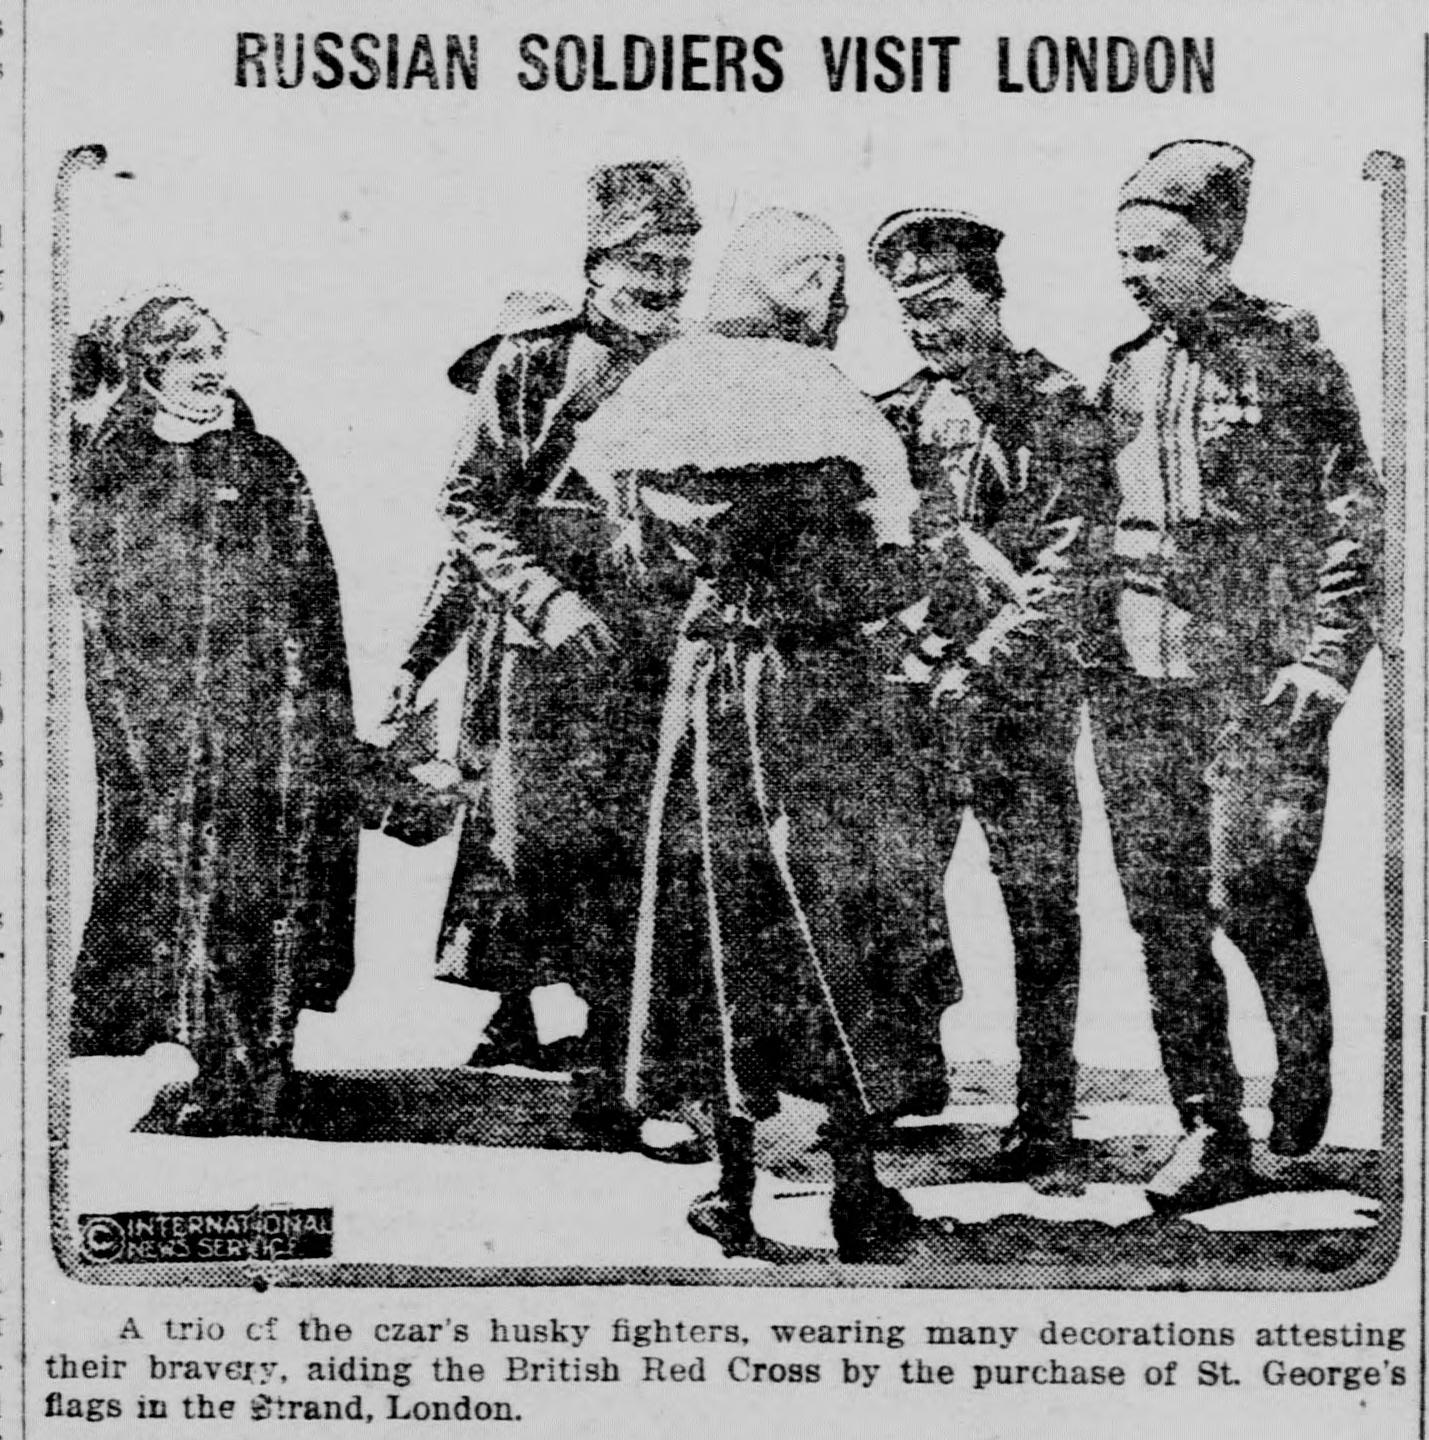 RUSSIAN SOLDIERS VISIT LONDON
© INTERNATIONAL
NEWS SERVICE
A trio of the czar's husky fighters, wearing many decorations attesting
their bravery, aiding the British Red Cross by the purchase of St. George's
flags in the Strand, London.